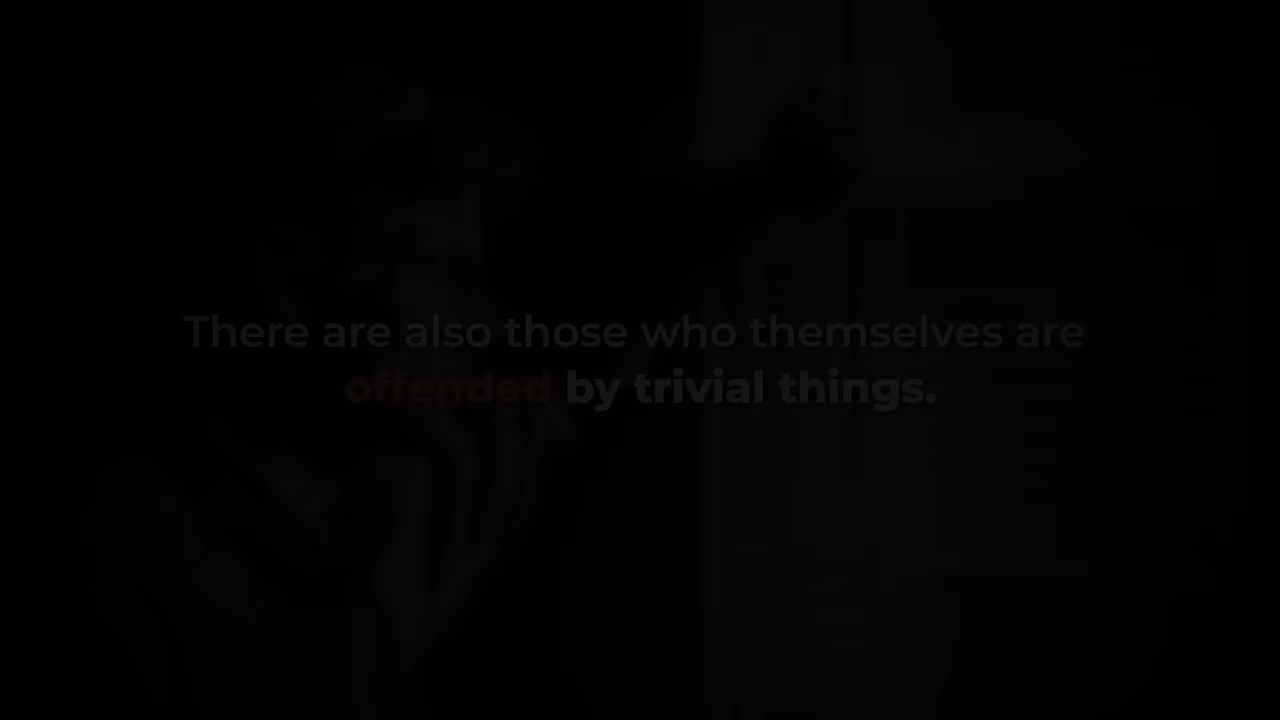 There are also those who themselves are
offended by trivial things.